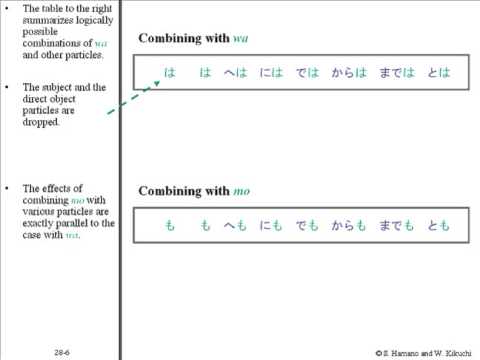 • The table to the right
summarizes logically
possible
combinations of wa
and other particles.
• The subject and the
direct object
particles are
dropped.
• The effects of
combining mo with
various particles are
exactly parallel to the
case with wa.
Combining with wa
は は へは には では からは までは とは
Combining with mo
も も へも にも でも からも までも とも
28-6
© S. Hamano and W. Kikuchi